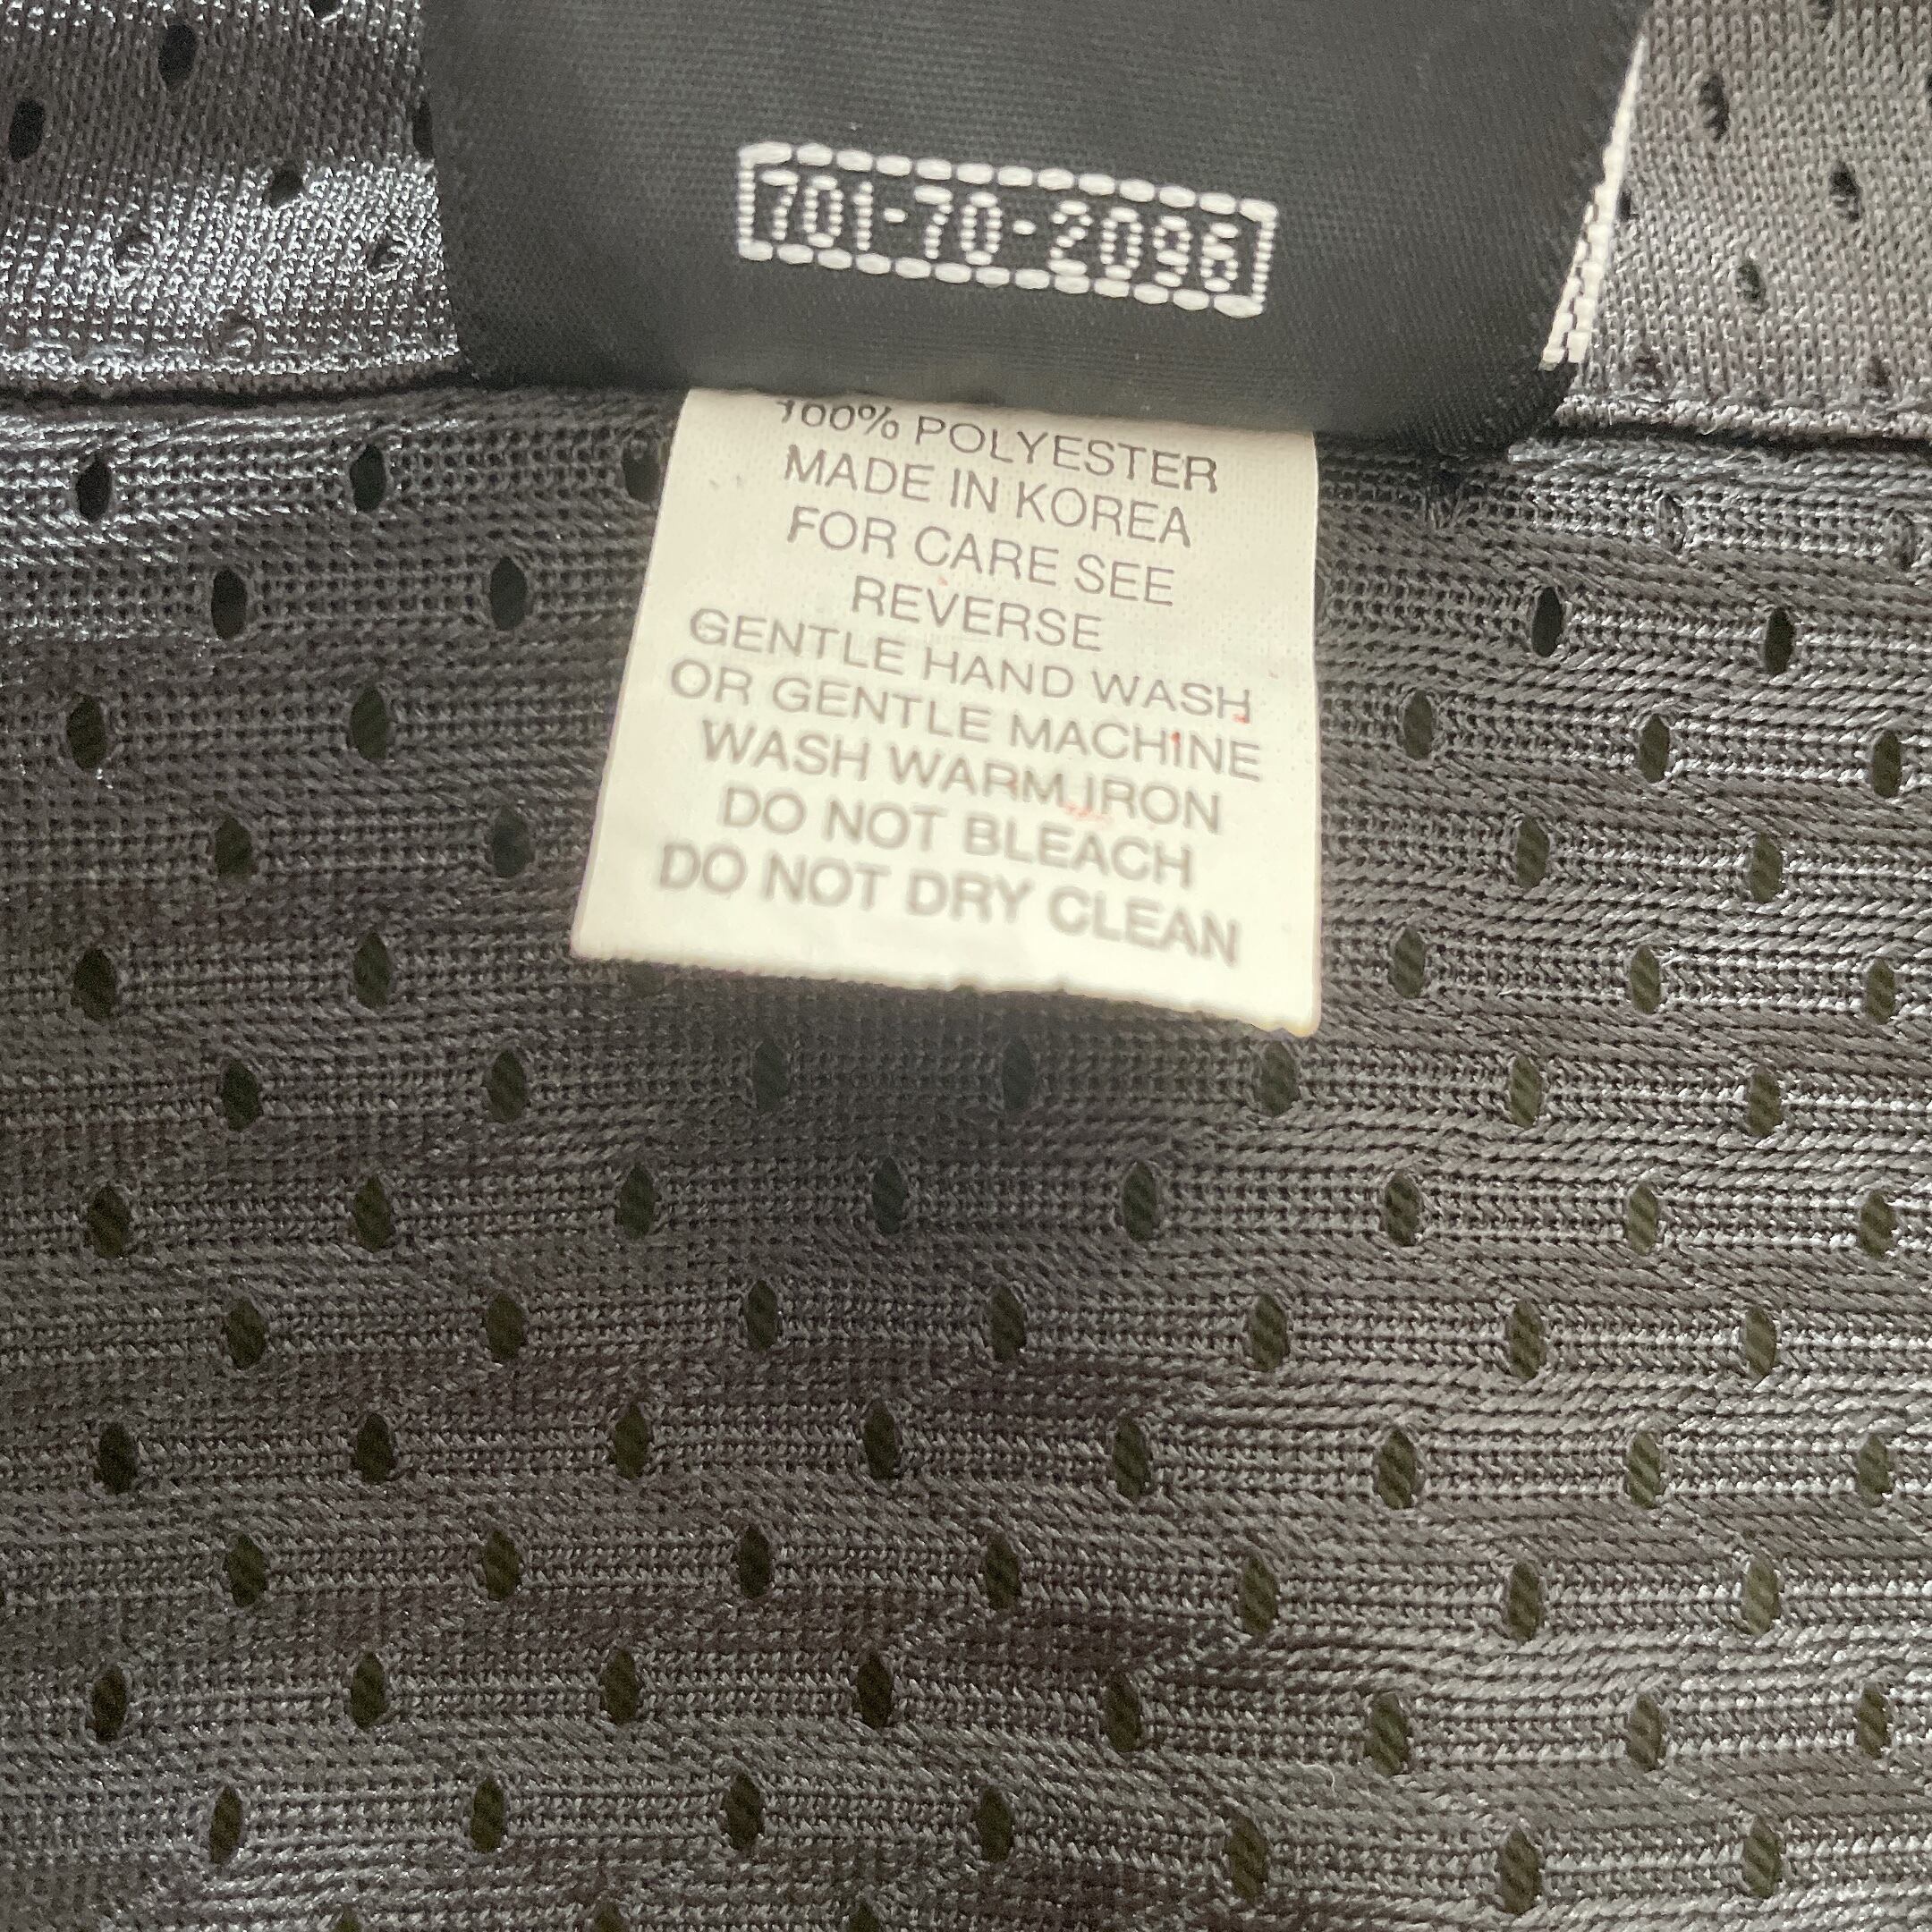 701-70-2096
100% POLYESTER
MADE IN KOREA
FOR CARE SEE
REVERSE
GENTLE HAND WASH
OR GENTLE MACHINE
WASH WARM IRON
DO NOT BLEACH
DO NOT DRY CLEAN